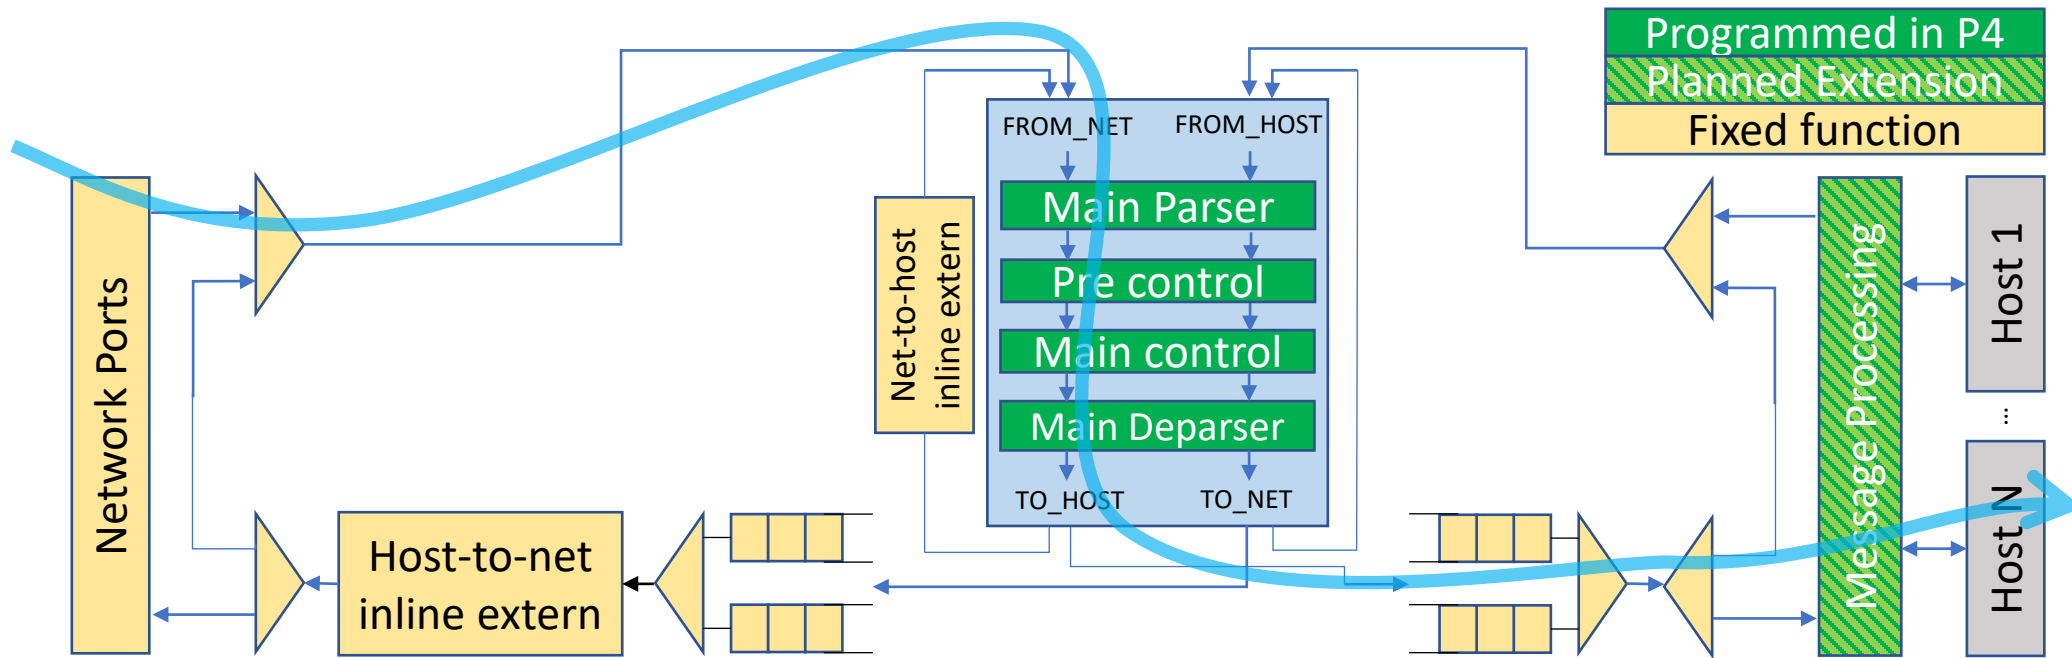 Programmed in P4
Planned Extension
Fixed function
FROM_NET
FROM_HOST
Main Parser
Pre control
Main control
Main Deparser
TO_HOST
TO_NET
Network Ports
Net-to-host
inline extern
Host-to-net
inline extern
Message Processing
Host 1
...
Host N